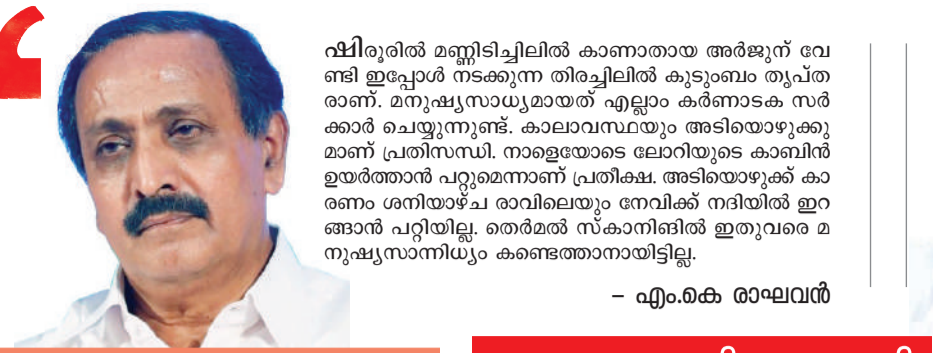 ഷിരൂരിൽ മണ്ണിടിച്ചിലിൽ കാണാതായ അർജുന് വേ
ണ്ടി ഇപ്പോൾ നടക്കുന്ന തിരച്ചിലിൽ കുടുംബം തൃപ്ത
രാണ്. മനുഷ്യസാധ്യമായത് എല്ലാം കർണാടക സർ
ക്കാർ ചെയ്യുന്നുണ്ട്. കാലാവസ്ഥയും അടിയൊഴുക്കു
മാണ് പ്രതിസന്ധി. നാളെയോടെ ലോറിയുടെ കാബിൻ
ഉയർത്താൻ പറ്റുമെന്നാണ് പ്രതീക്ഷ. അടിയൊഴുക്ക് കാ
രണം ശനിയാഴ്ച രാവിലെയും നേവിക്ക് നദിയിൽ ഇറ
ങ്ങാൻ പറ്റിയില്ല. തെർമൽ സ്കാനിങിൽ ഇതുവരെ മ
നുഷ്യസാന്നിധ്യം കണ്ടെത്താനായിട്ടില്ല.
– എം.കെ രാഘവൻ